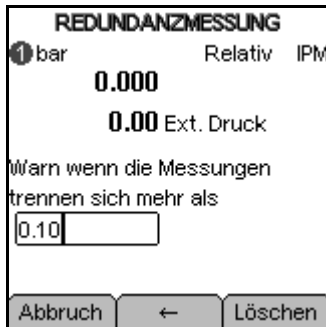 REDUNDANZMESSUNG
1 bar Relativ IPM
0.000
0.00 Ext. Druck
Warn wenn die Messungen
trennen sich mehr als
0.10
Abbruch ← Löschen